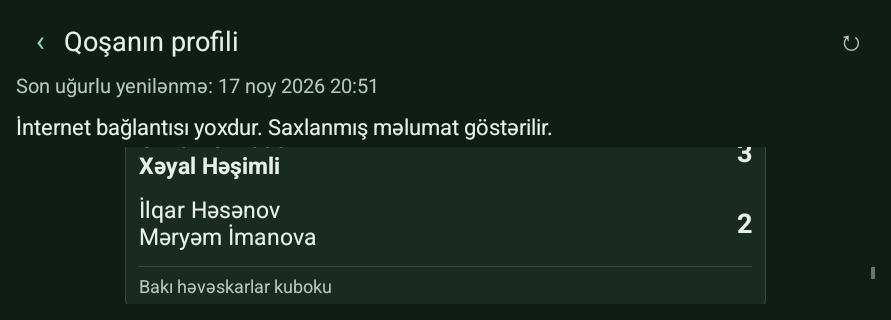 Qoşanın profili
Son uğurlu yenilənmə: 17 noy 2026 20:51
İnternet bağlantısı yoxdur. Saxlanmış məlumat göstərilir.
Xəyal Həşimli
3
İlqar Həsənov
Məryəm İmanova
2
Bakı həvəskarlar kuboku